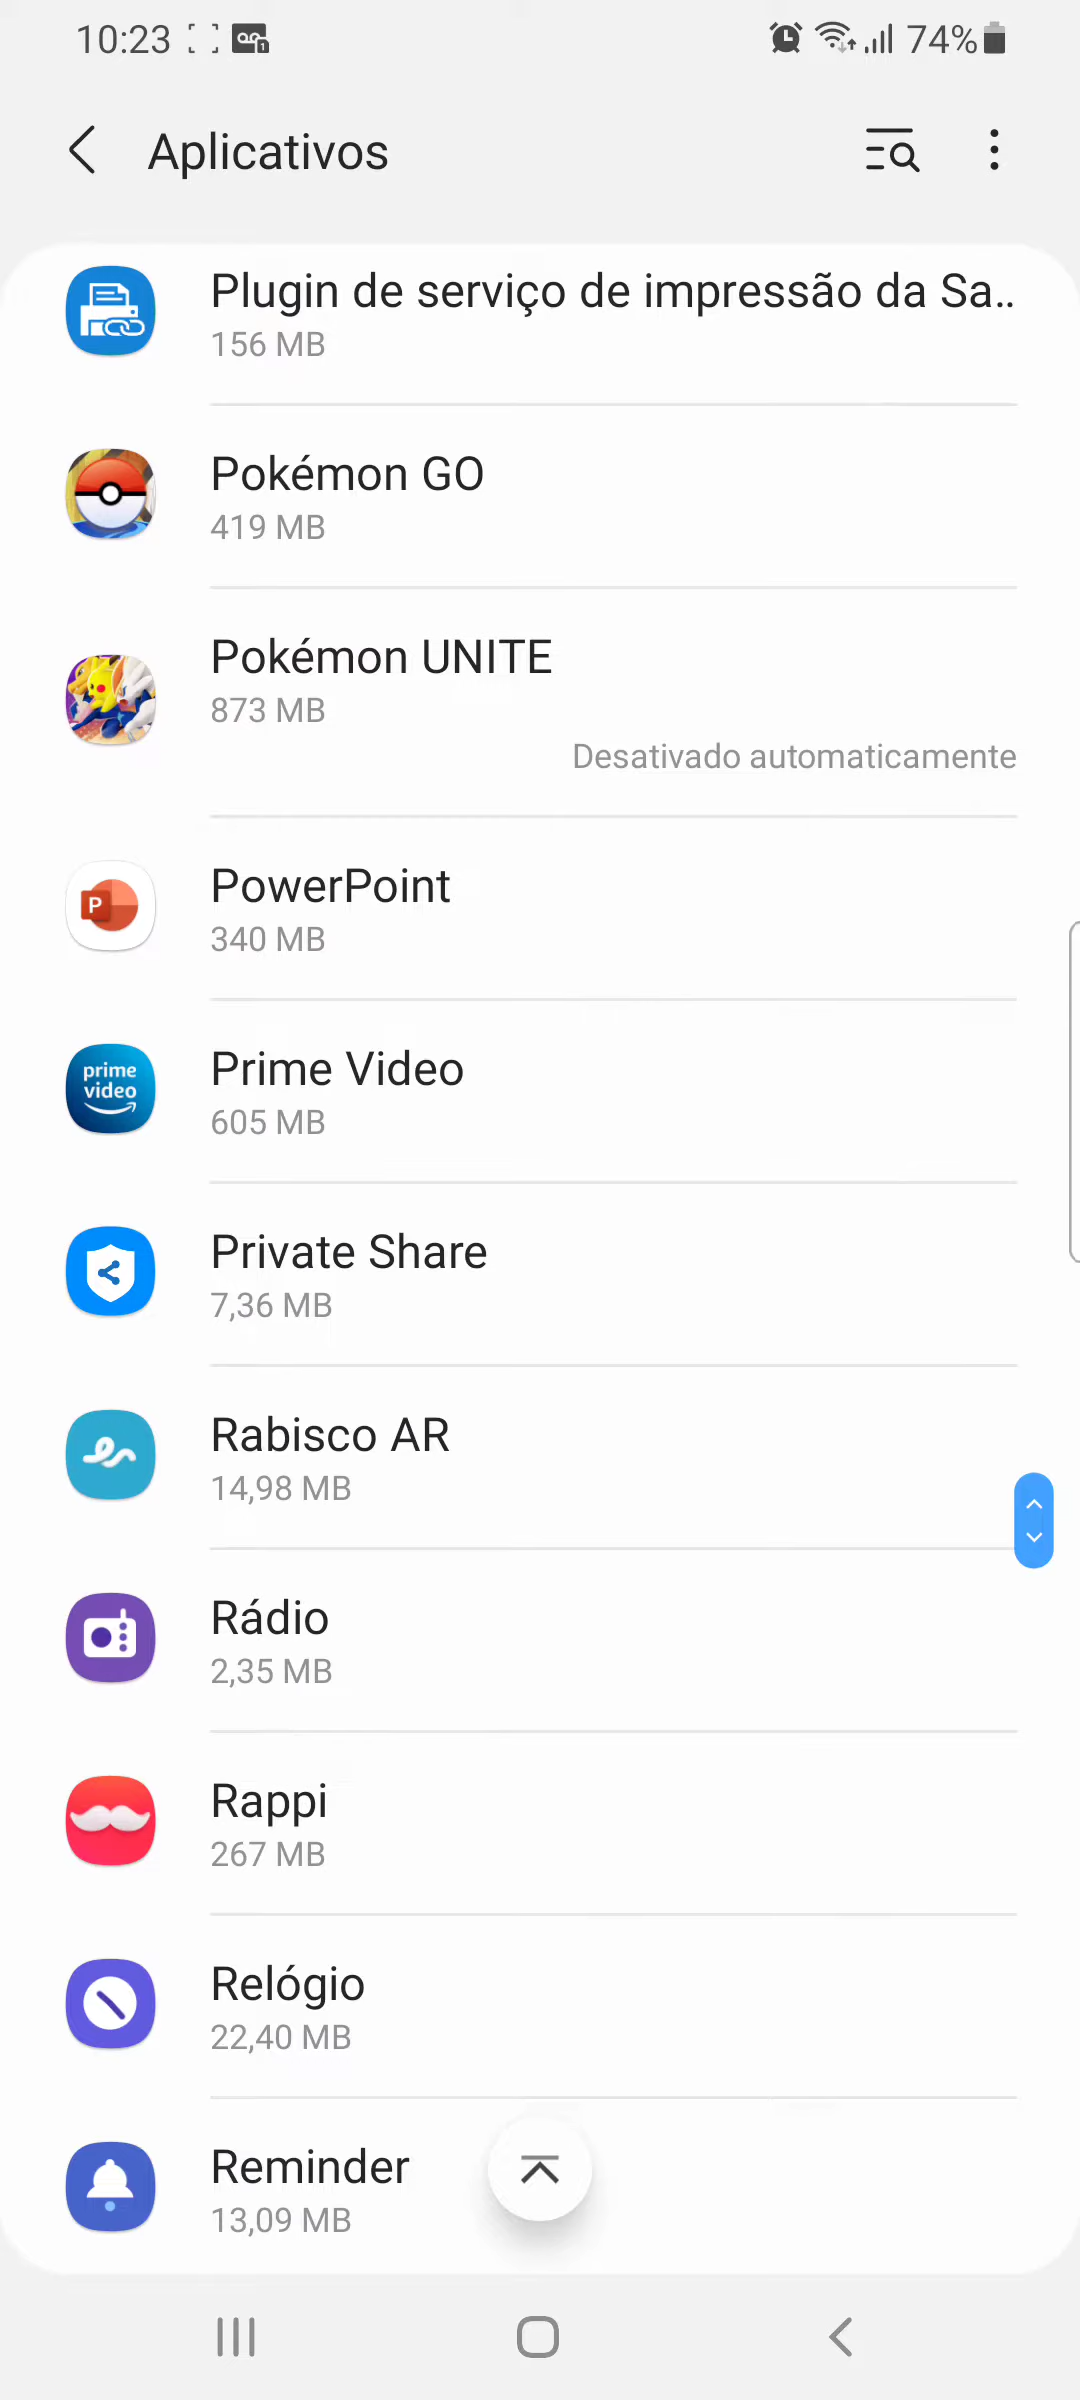 10:23
74%
Aplicativos
Plugin de serviço de impressão da Sa..
156 MB
Pokémon GO
419 MB
Pokémon UNITE
873 MB
Desativado automaticamente
P
PowerPoint
340 MB
prime
video
Prime Video
605 MB
Private Share
7,36 MB
Rabisco AR
14,98 MB
Rádio
2,35 MB
Rappi
267 MB
Relógio
22,40 MB
Reminder
13,09 MB